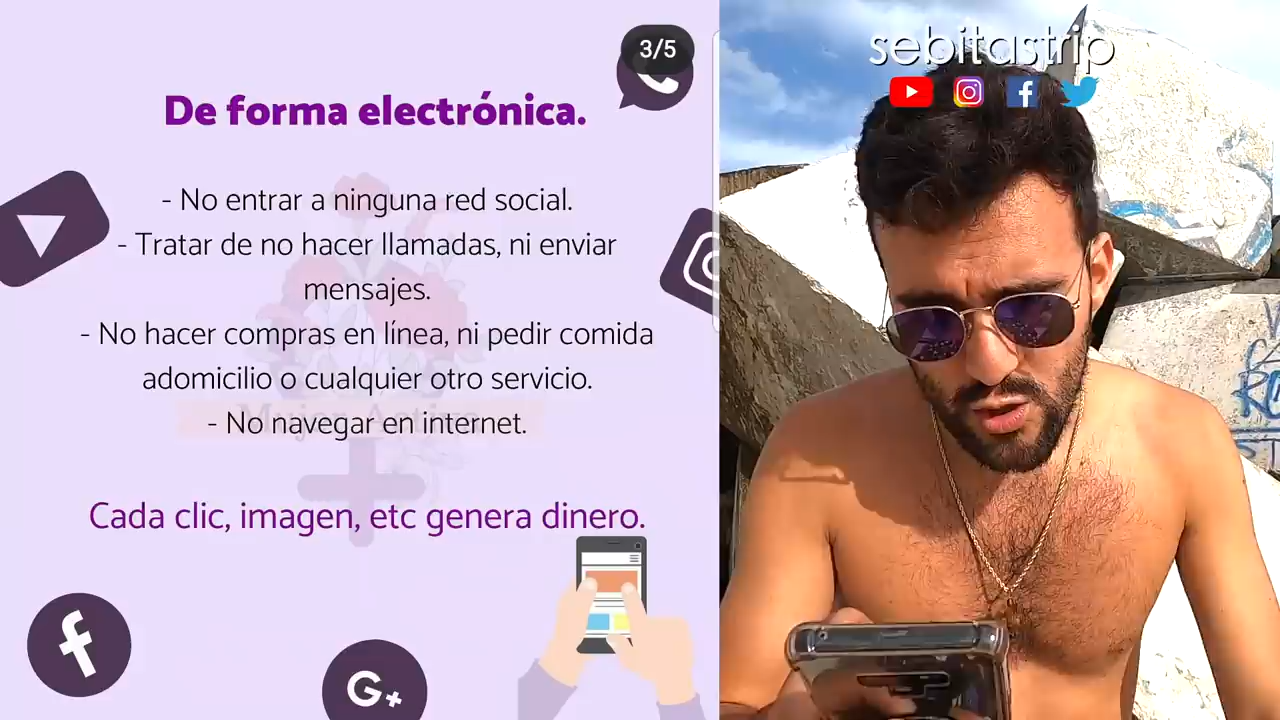 3/5
De forma electrónica.
- No entrar a ninguna red social.
- Tratar de no hacer llamadas, ni enviar
mensajes.
- No hacer compras en línea, ni pedir comida
adomicilio o cualquier otro servicio.
- No navegar en internet.
Cada clic, imagen, etc genera dinero.
G+
sebitastrip